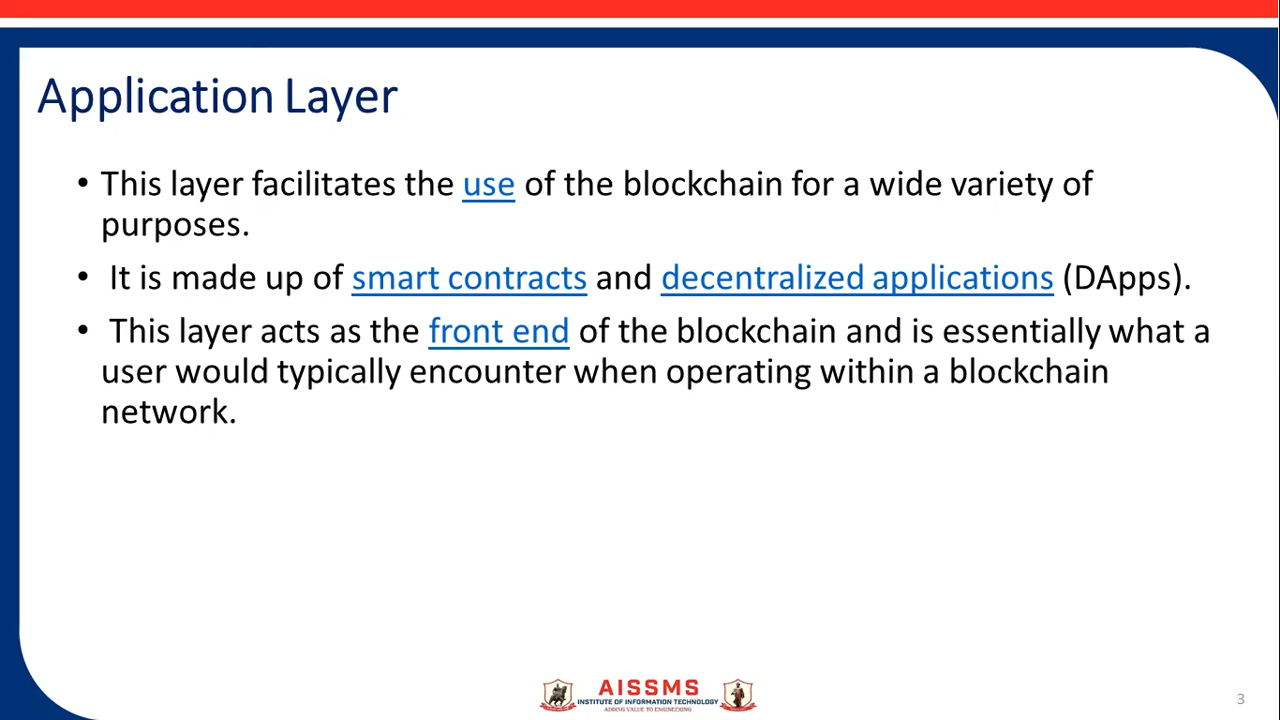 Application Layer
• This layer facilitates the use of the blockchain for a wide variety of
purposes.
• It is made up of smart contracts and decentralized applications (DApps).
• This layer acts as the front end of the blockchain and is essentially what a
user would typically encounter when operating within a blockchain
network.
AISSMS
INSTITUTE OF INFORMATION TECHNOLOGY
ADDING VALUE TO ENGINEERING
3